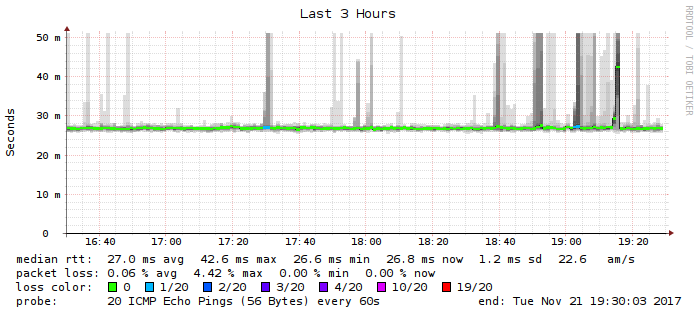 Last 3 Hours
RRDTOOL / TOBI OETIKER
Seconds
50 m
40 m
30 m
20 m
10 m
0
16:40 17:00 17:20 17:40 18:00 18:20 18:40 19:00 19:20
median rtt: 27.0 ms avg 42.6 ms max 26.6 ms min 26.8 ms now 1.2 ms sd 22.6 am/s
packet loss: 0.06 % avg 4.42 % max 0.00 % min 0.00 % now
loss color: 0 1/20 2/20 3/20 4/20 10/20 19/20
probe: 20 ICMP Echo Pings (56 Bytes) every 60s end: Tue Nov 21 19:30:03 2017